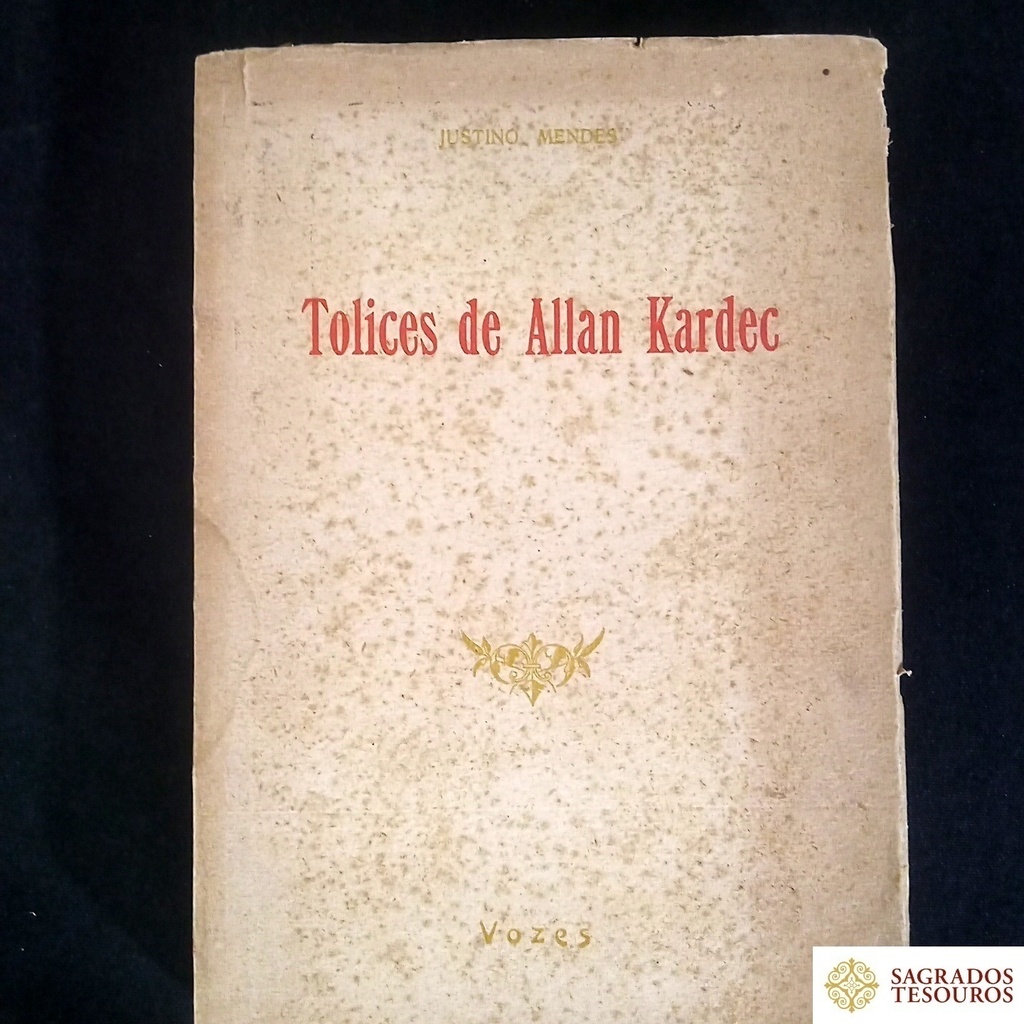 JUSTINO MENDES
Tolices de Allan Kardec
Vozes
SAGRADOS
TESOUROS